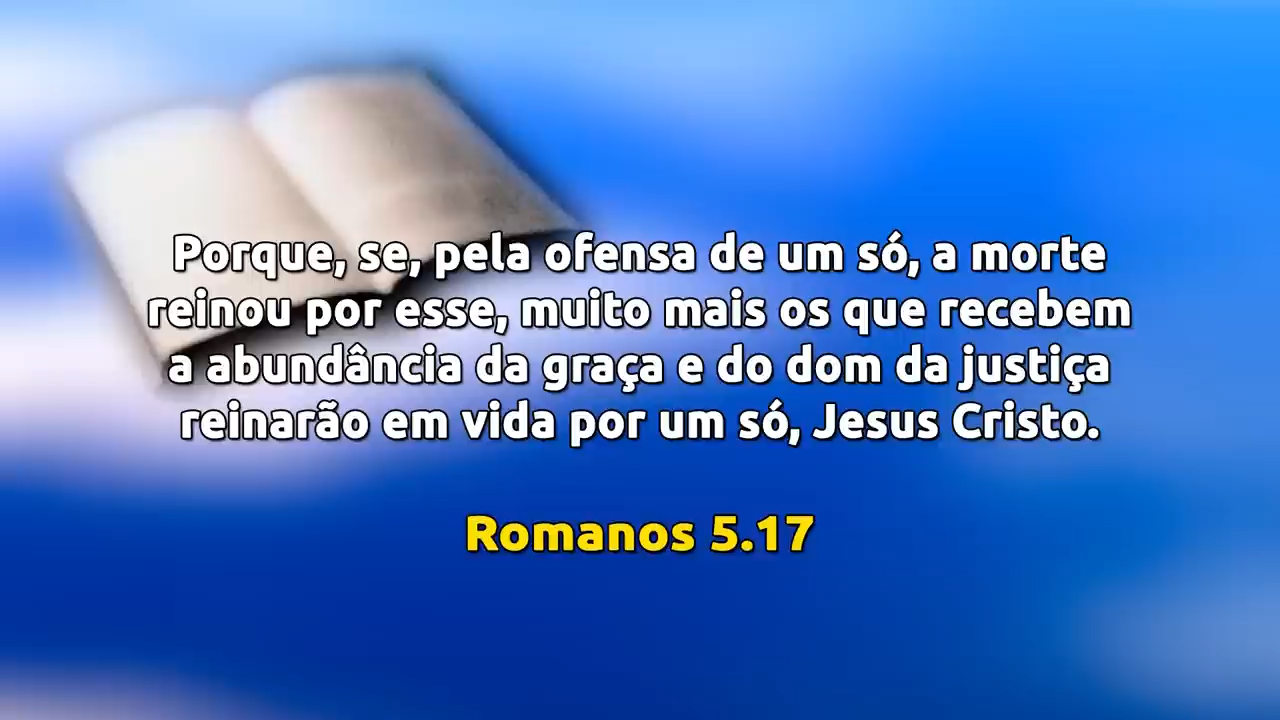 Porque, se, pela ofensa de um só, a morte
reinou por esse, muito mais os que recebem
a abundância da graça e do dom da justiça
reinarão em vida por um só, Jesus Cristo.
Romanos 5.17